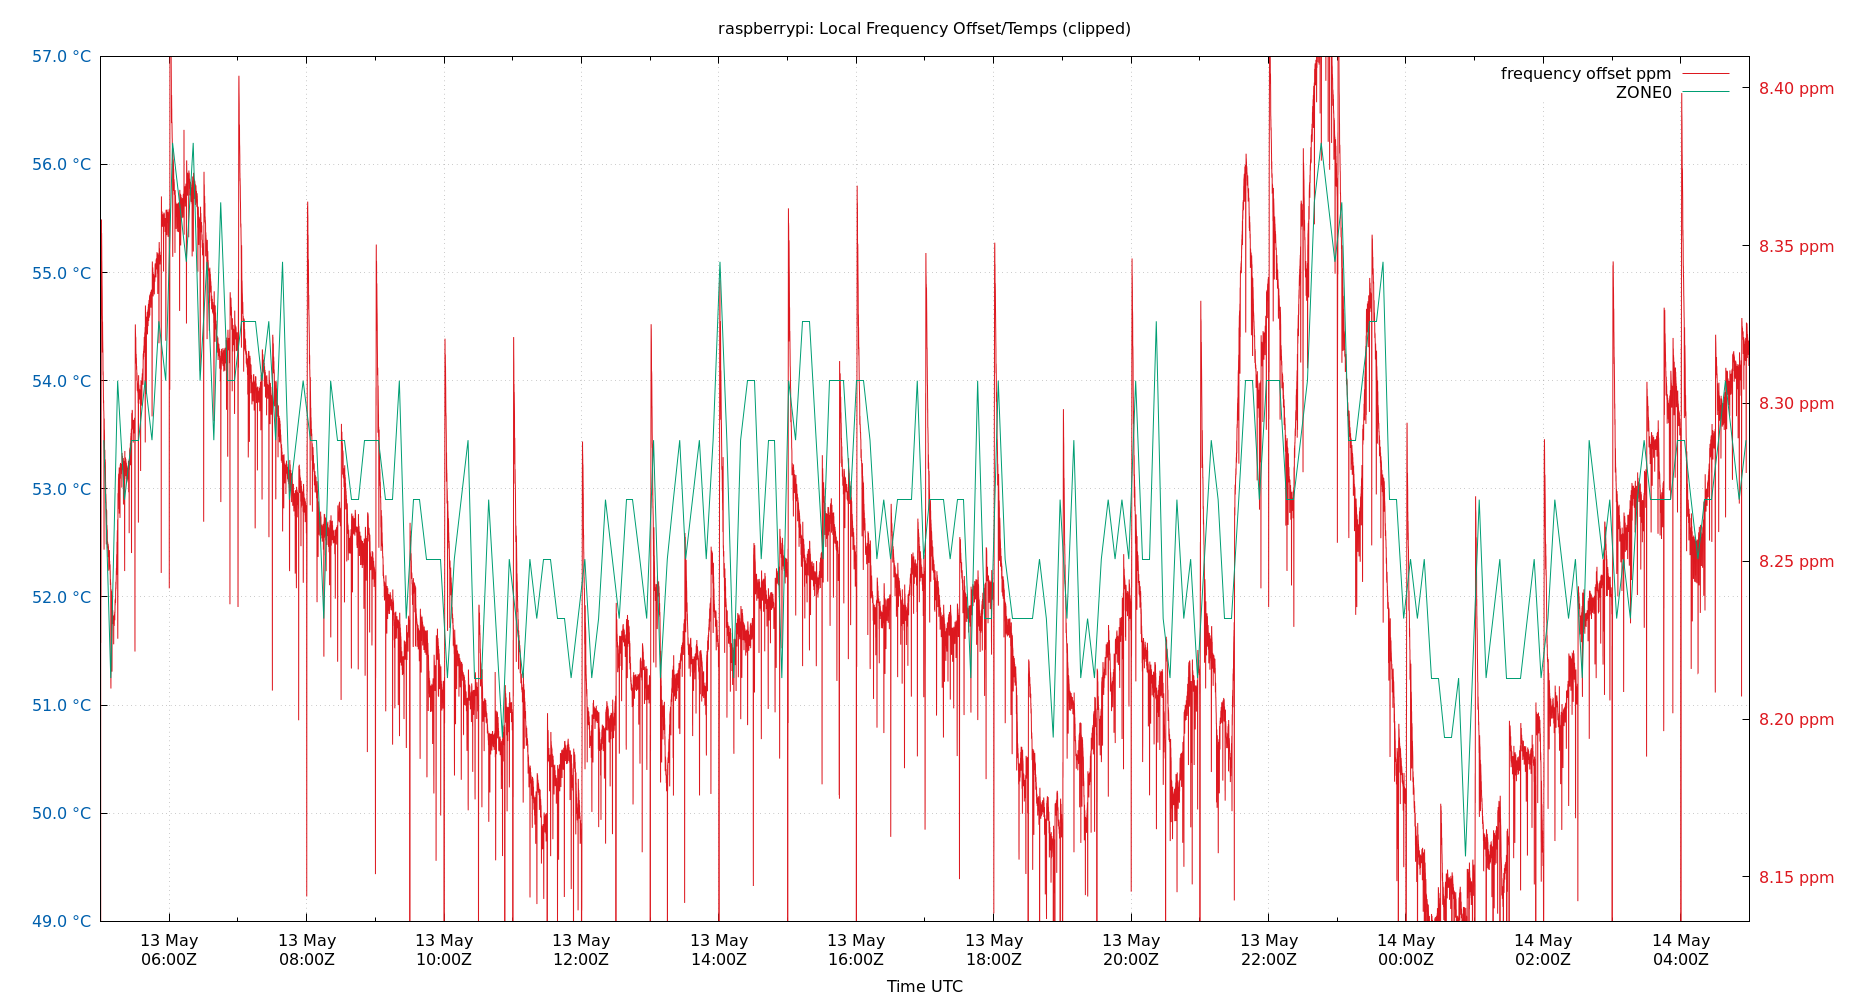 raspberrypi: Local Frequency Offset/Temps (clipped)
57.0 °C
56.0 °C
55.0 °C
54.0 °C
53.0 °C
52.0 °C
51.0 °C
50.0 °C
49.0 °C
frequency offset ppm
ZONE0
8.40 ppm
8.35 ppm
8.30 ppm
8.25 ppm
8.20 ppm
8.15 ppm
13 May 13 May 13 May 13 May 13 May 13 May 13 May 13 May 13 May 14 May 14 May 14 May
06:00Z 08:00Z 10:00Z 12:00Z 14:00Z 16:00Z 18:00Z 20:00Z 22:00Z 00:00Z 02:00Z 04:00Z
Time UTC